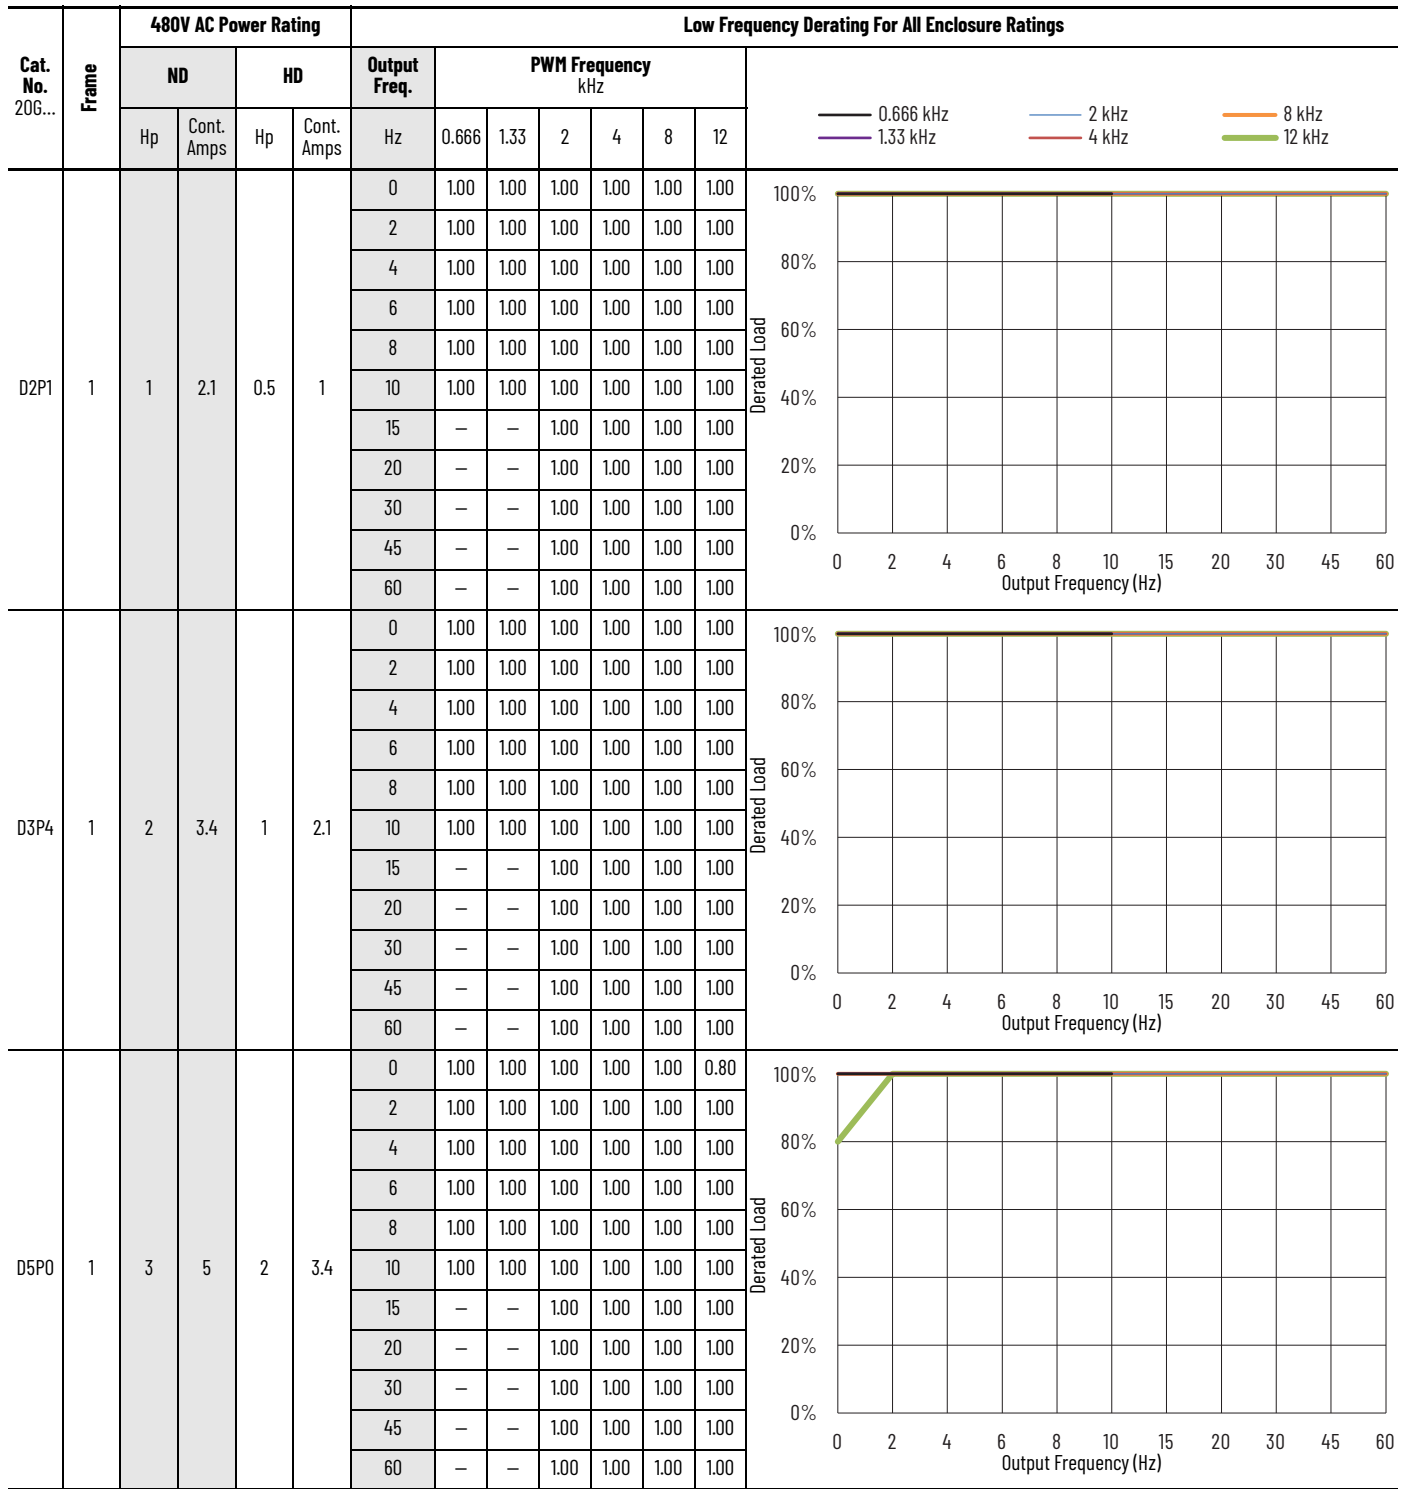 480V AC Power Rating Low Frequency Derating For All Enclosure Ratings
Cat. No. 20G... Frame ND HD Output Freq. PWM Frequency kHz
Hp Cont. Amps Hp Cont. Amps Hz 0.666 1.33 2 4 8 12
0.666 kHz 2 kHz 8 kHz
1.33 kHz 4 kHz 12 kHz
D2P1 1 1 2.1 0.5 1
0 1.00 1.00 1.00 1.00 1.00 1.00
2 1.00 1.00 1.00 1.00 1.00 1.00
4 1.00 1.00 1.00 1.00 1.00 1.00
6 1.00 1.00 1.00 1.00 1.00 1.00
8 1.00 1.00 1.00 1.00 1.00 1.00
10 1.00 1.00 1.00 1.00 1.00 1.00
15 – – 1.00 1.00 1.00 1.00
20 – – 1.00 1.00 1.00 1.00
30 – – 1.00 1.00 1.00 1.00
45 – – 1.00 1.00 1.00 1.00
60 – – 1.00 1.00 1.00 1.00
Derated Load
100%
80%
60%
40%
20%
0%
0 2 4 6 8 10 15 20 30 45 60
Output Frequency (Hz)
D3P4 1 2 3.4 1 2.1
0 1.00 1.00 1.00 1.00 1.00 1.00
2 1.00 1.00 1.00 1.00 1.00 1.00
4 1.00 1.00 1.00 1.00 1.00 1.00
6 1.00 1.00 1.00 1.00 1.00 1.00
8 1.00 1.00 1.00 1.00 1.00 1.00
10 1.00 1.00 1.00 1.00 1.00 1.00
15 – – 1.00 1.00 1.00 1.00
20 – – 1.00 1.00 1.00 1.00
30 – – 1.00 1.00 1.00 1.00
45 – – 1.00 1.00 1.00 1.00
60 – – 1.00 1.00 1.00 1.00
Derated Load
100%
80%
60%
40%
20%
0%
0 2 4 6 8 10 15 20 30 45 60
Output Frequency (Hz)
D5P0 1 3 5 2 3.4
0 1.00 1.00 1.00 1.00 1.00 0.80
2 1.00 1.00 1.00 1.00 1.00 1.00
4 1.00 1.00 1.00 1.00 1.00 1.00
6 1.00 1.00 1.00 1.00 1.00 1.00
8 1.00 1.00 1.00 1.00 1.00 1.00
10 1.00 1.00 1.00 1.00 1.00 1.00
15 – – 1.00 1.00 1.00 1.00
20 – – 1.00 1.00 1.00 1.00
30 – – 1.00 1.00 1.00 1.00
45 – – 1.00 1.00 1.00 1.00
60 – – 1.00 1.00 1.00 1.00
Derated Load
100%
80%
60%
40%
20%
0%
0 2 4 6 8 10 15 20 30 45 60
Output Frequency (Hz)